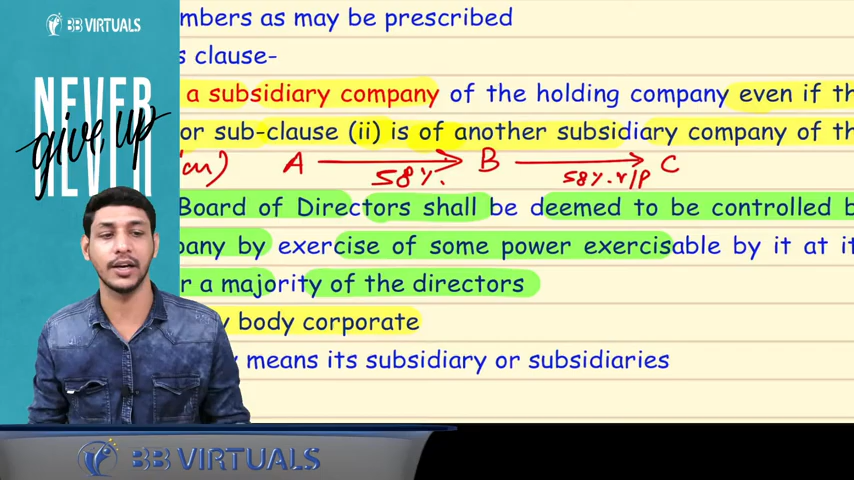 BB VIRTUALS
NEVER
give up
NEVER
mbers as may be prescribed
s clause-
a subsidiary company of the holding company even if th
or sub-clause (ii) is of another subsidiary company of th
A 58%. B 58%. C
Board of Directors shall be deemed to be controlled b
pany by exercise of some power exercisable by it at it
r a majority of the directors
y body corporate
y means its subsidiary or subsidiaries
BB VIRTUALS